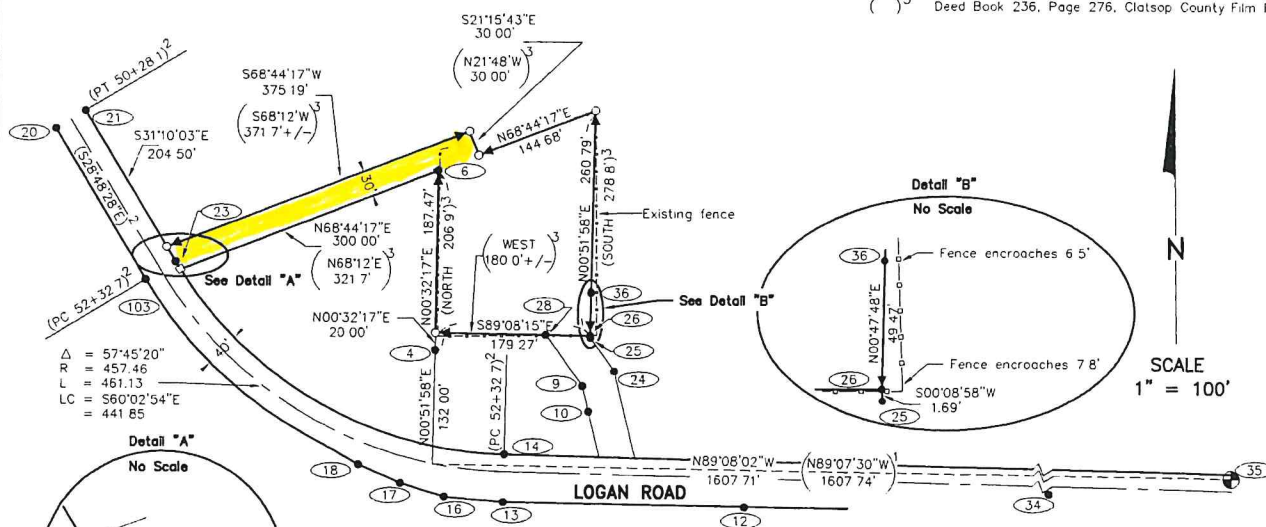 ( )³ Deed Book 236, Page 276, Clatsop County Film
S21°15'43"E
30 00'
(N21°48'W)³
30 00'
(PT 50+28 1)²
S68°44'17"W
375 19'
(S68°12'W)³
371 7'+/-
20
21
S31°10'03"E
204 50'
(S28°48'28"E)²
N68°44'17"E
144 68'
6
30'
23
260 79'
N00°51'58"E
278 8')³
(SOUTH
Existing fence
Detail "B"
No Scale
36
Fence encroaches 6 5'
N00°47'48"E
49 47'
Fence encroaches 7 8'
26
S00°08'58"W
1.69'
25
N
SCALE
1" = 100'
See Detail "A"
N68°44'17"E
300 00'
(N68°12'E)³
321 7'
187.47'
N00°32'17"E
206 9')³
(NORTH
(WEST)³
180 0'+/-
36
See Detail "B"
28
26
25
S89°08'15"E
179 27'
N00°32'17"E
20 00'
(PC 52+32 7)²
103
4
40'
24
9
10
N00°51'58"E
132 00'
(PC 52+32 7)²
Δ = 57°45'20"
R = 457.46
L = 461.13
LC = S60°02'54"E
= 441 85
Detail "A"
No Scale
14
18
17
16
13
LOGAN ROAD
N89°08'02"W
1607 71'
(N89°07'30"W)¹
1607 74'
12
34
35